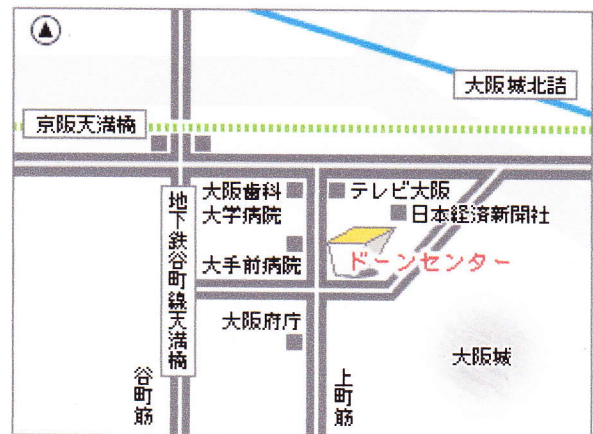 大阪城北詰
京阪天満橋
地下鉄谷町線天満橋
大阪歯科
大学病院
テレビ大阪
日本経済新聞社
大手前病院
ドーンセンター
大阪府庁
大阪城
谷町筋
上町筋